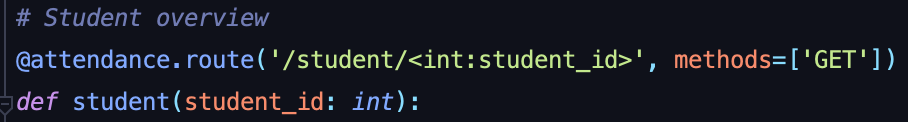 # Student overview
@attendance.route('/student/<int:student_id>', methods=['GET'])
def student(student_id: int):